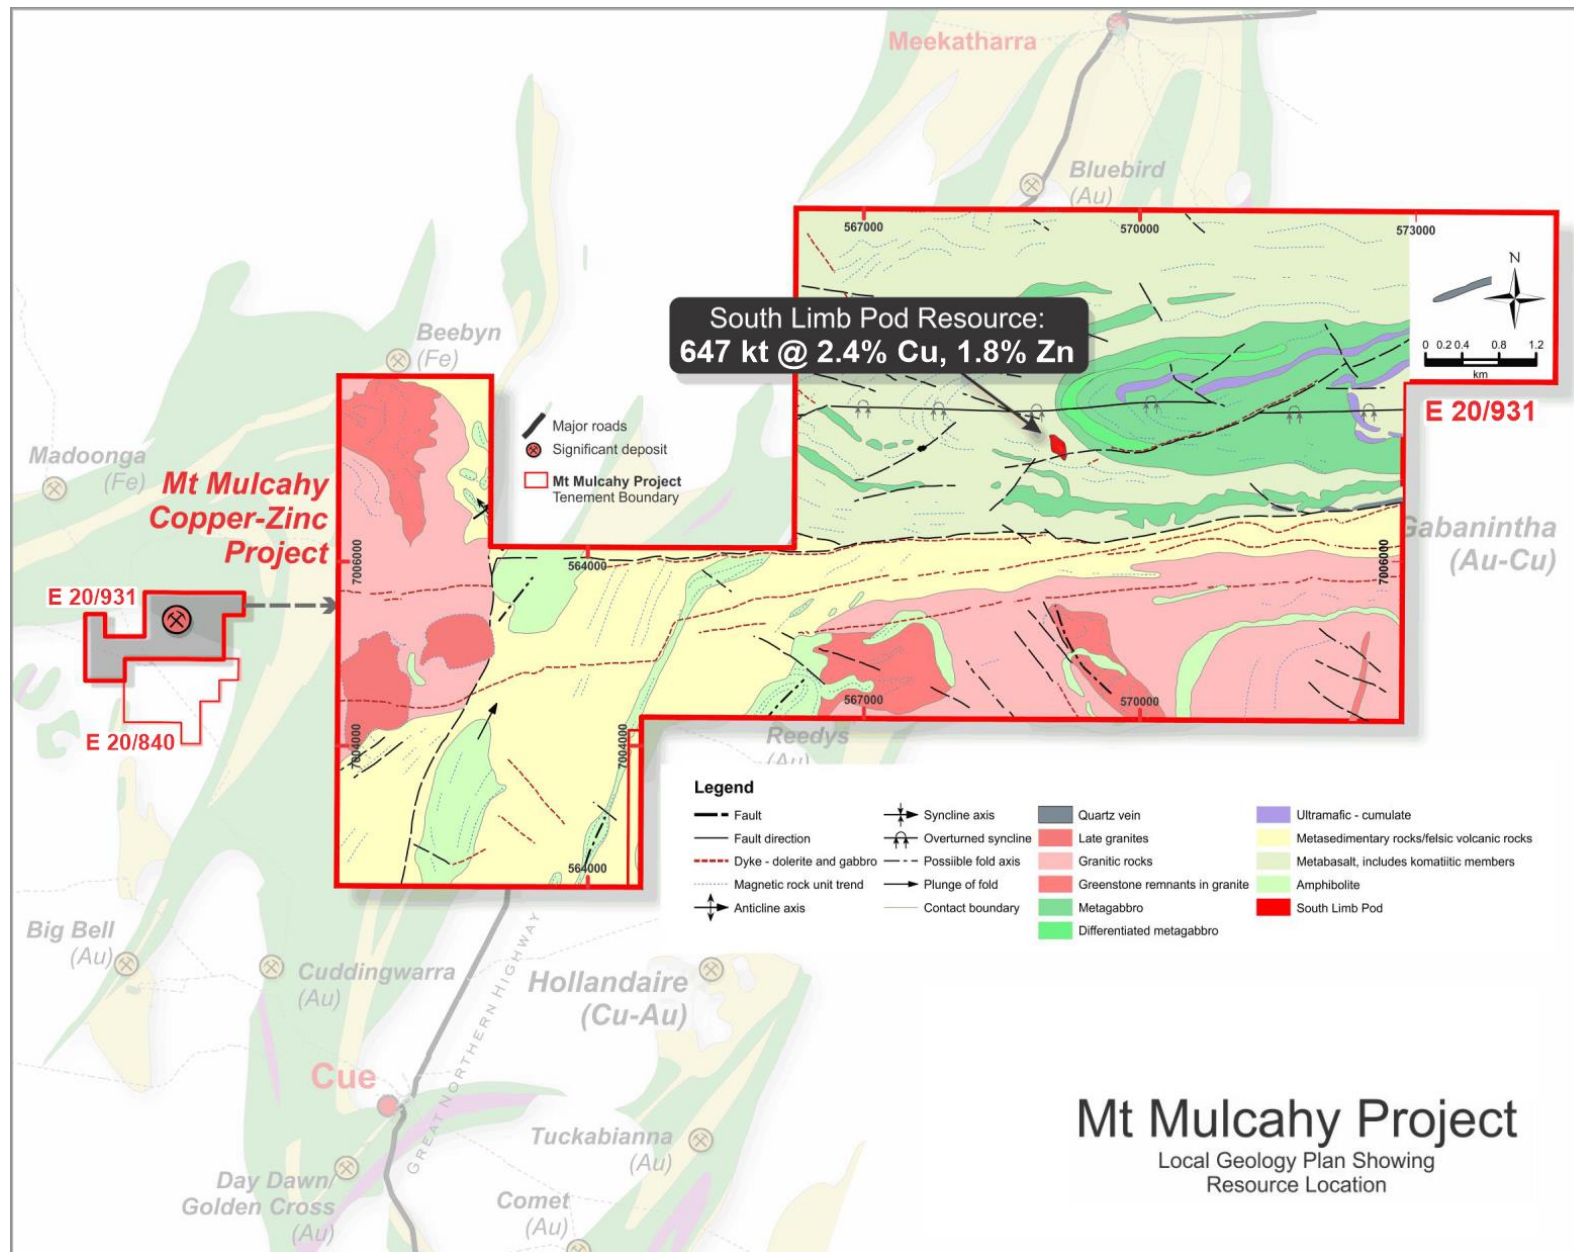 Meekatharra
Bluebird
(Au)
567000
570000
573000
N
South Limb Pod Resource:
647 kt @ 2.4% Cu, 1.8% Zn
0 0.2 0.4 0.8 1.2
km
E 20/931
Beebyn
(Fe)
Major roads
Significant deposit
Mt Mulcahy Project
Tenement Boundary
Madoonga
(Fe)
Mt Mulcahy
Copper-Zinc
Project
Gabanintha
(Au-Cu)
7006000
564000
7006000
E 20/931
E 20/840
567000
570000
7004000
7004000
Reedys
(Au)
564000
Legend
Fault
Fault direction
Dyke - dolerite and gabbro
Magnetic rock unit trend
Anticline axis
Syncline axis
Overturned syncline
Possiible fold axis
Plunge of fold
Contact boundary
Quartz vein
Late granites
Granitic rocks
Greenstone remnants in granite
Metagabbro
Differentiated metagabbro
Ultramafic - cumulate
Metasedimentary rocks/felsic volcanic rocks
Metabasalt, includes komatiitic members
Amphibolite
South Limb Pod
Big Bell
(Au)
Cuddingwarra
(Au)
GREAT NORTHERN HIGHWAY
Hollandaire
(Cu-Au)
Cue
Tuckabianna
(Au)
Day Dawn/
Golden Cross
(Au)
Comet
(Au)
Mt Mulcahy Project
Local Geology Plan Showing
Resource Location